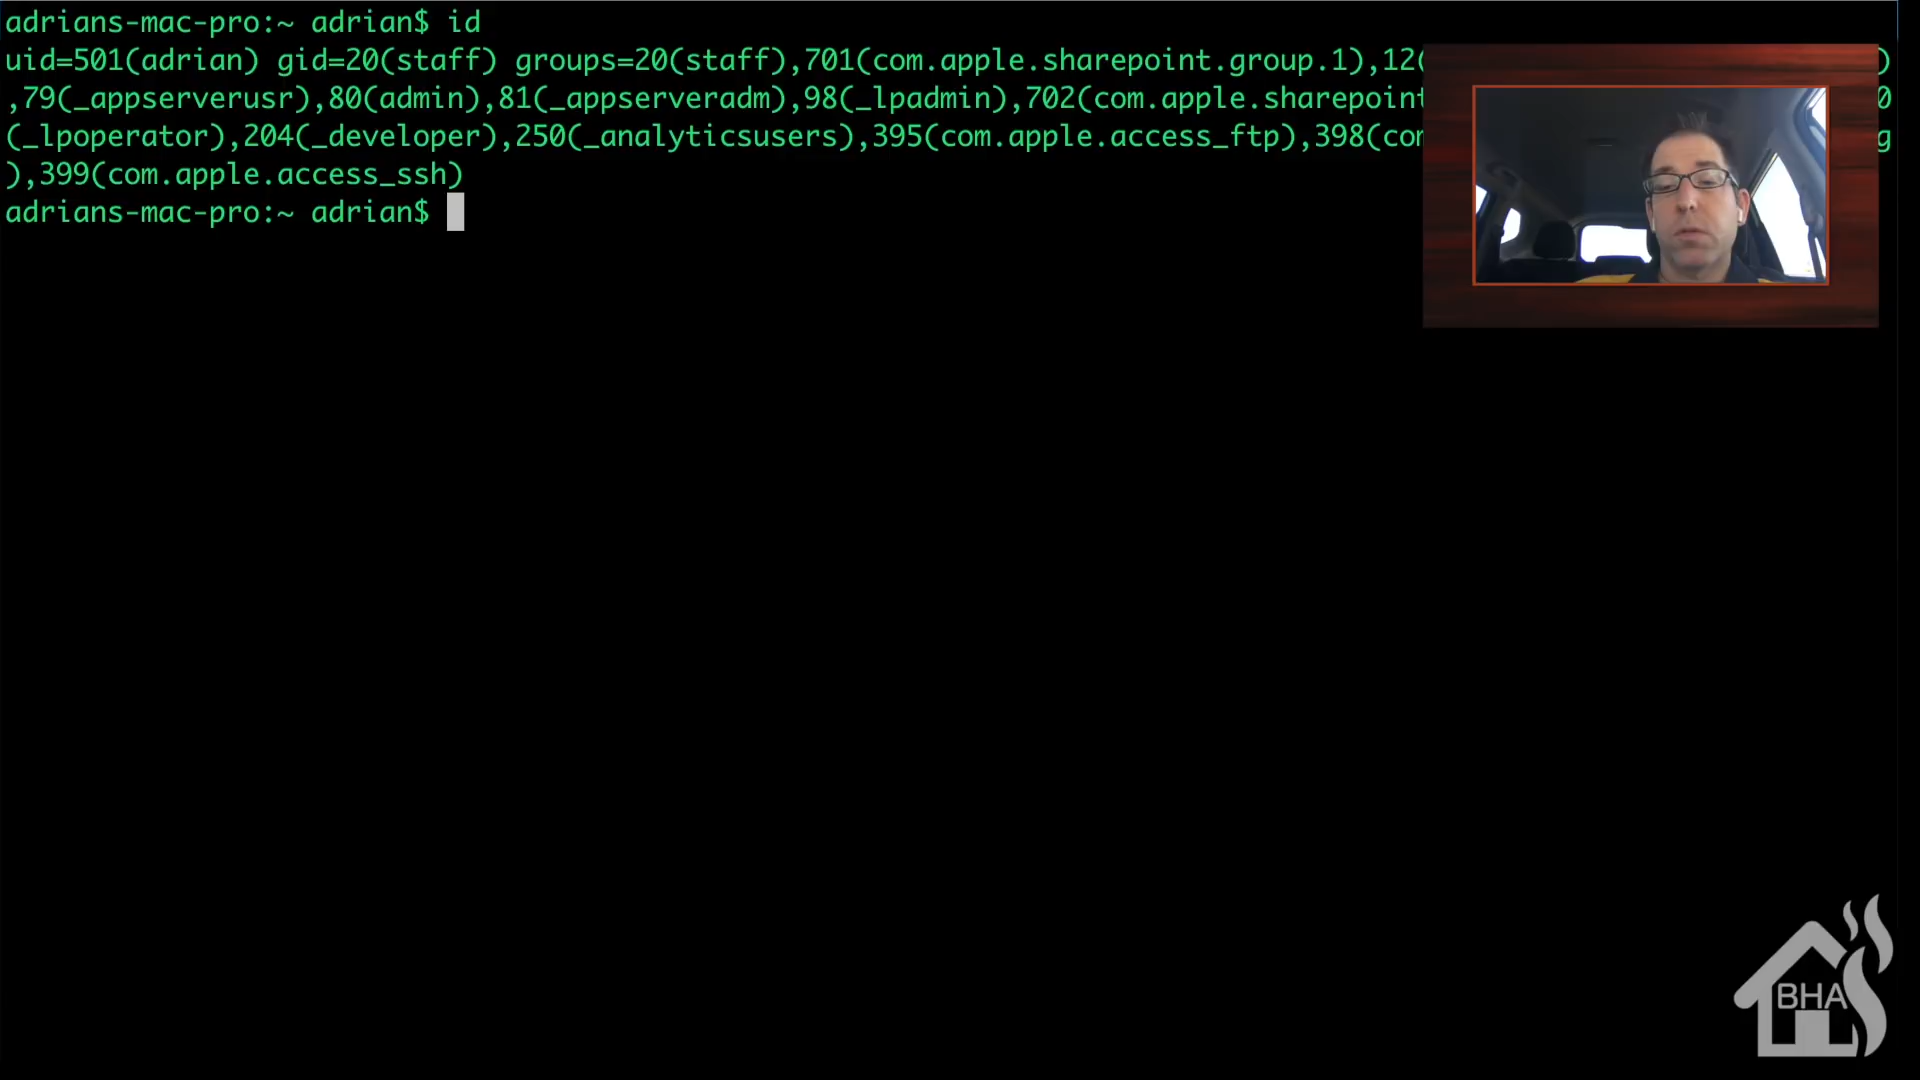 adrians-mac-pro:~ adrian$ id
uid=501(adrian) gid=20(staff) groups=20(staff),701(com.apple.sharepoint.group.1),12( )
,79(_appserverusr),80(admin),81(_appserveradm),98(_lpadmin),702(com.apple.sharepoint 0
(_lpoperator),204(_developer),250(_analyticsusers),395(com.apple.access_ftp),398( g
),399(com.apple.access_ssh)
adrians-mac-pro:~ adrian$
BHA